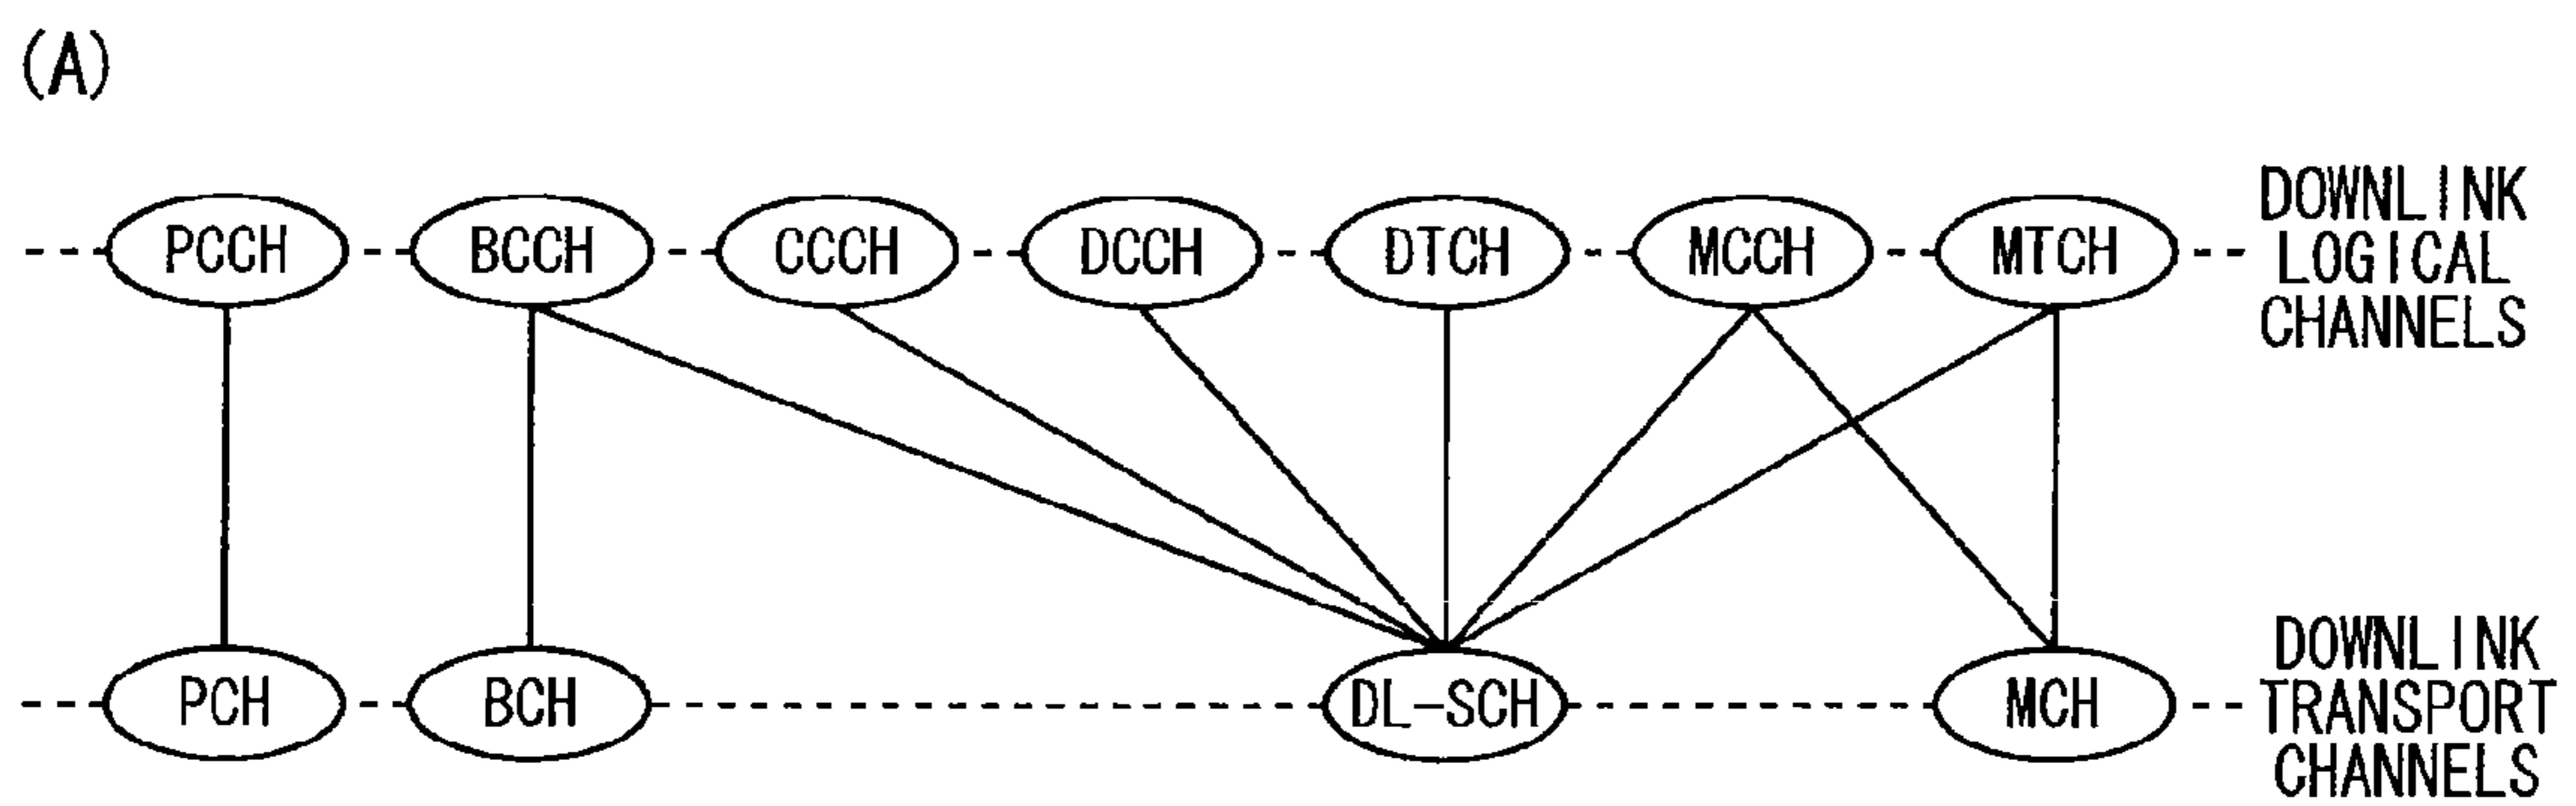 (A)
PCCH BCCH CCCH DCCH DTCH MCCH MTCH
DOWNLINK
LOGICAL
CHANNELS
PCH BCH DL-SCH MCH
DOWNLINK
TRANSPORT
CHANNELS